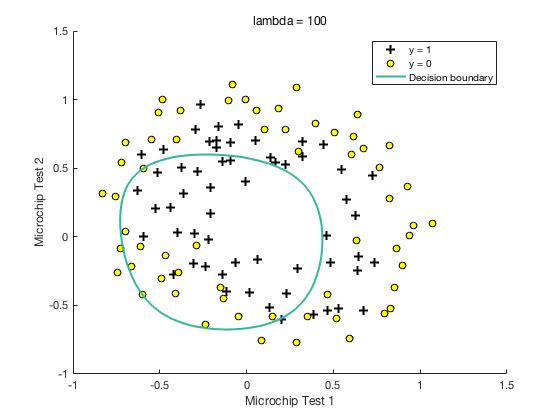 lambda = 100
1.5
1
0.5
0
-0.5
-1
-1
-0.5
0
0.5
1
1.5
Microchip Test 2
Microchip Test 1
y = 1
y = 0
Decision boundary